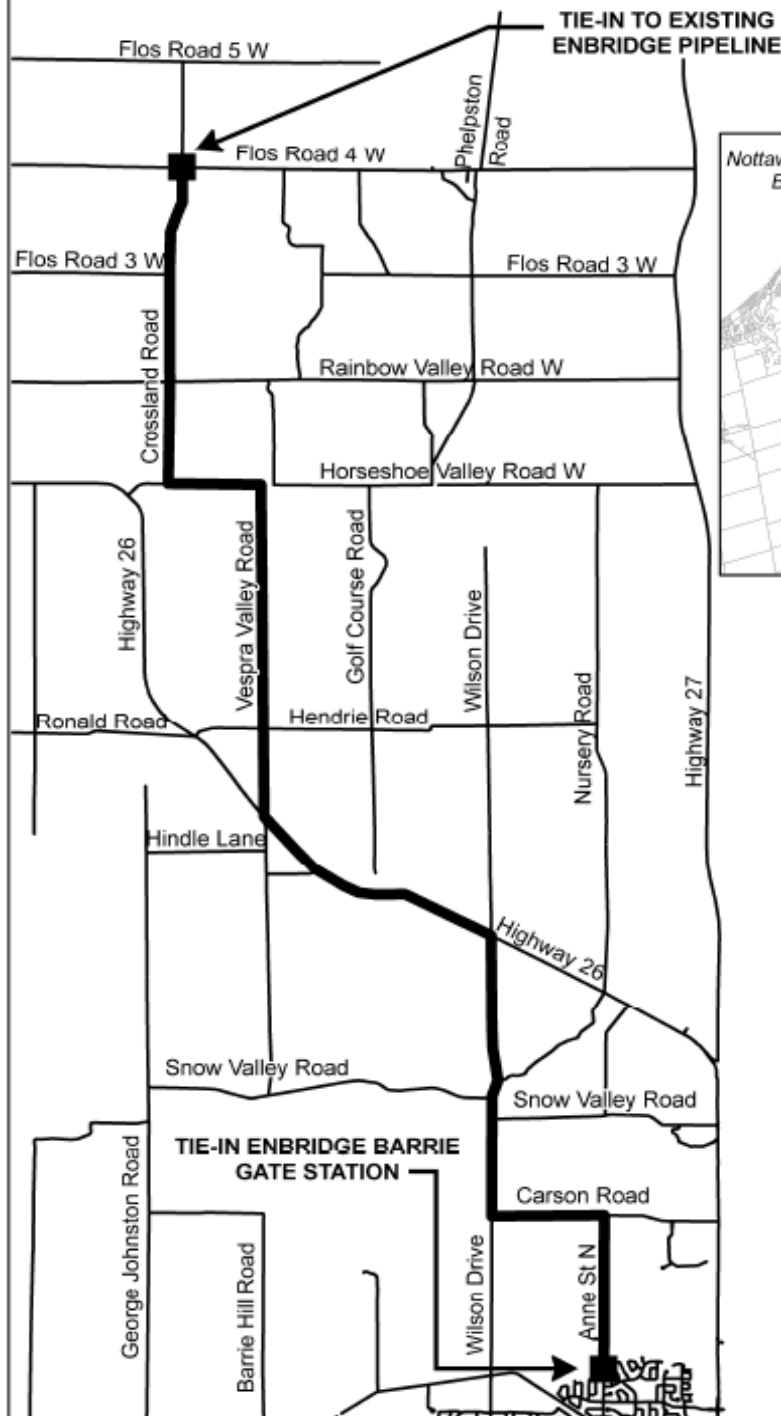 TIE-IN TO EXISTING
ENBRIDGE PIPELINE
Flos Road 5 W
Phelpston
Road
Flos Road 4 W
Flos Road 3 W
Flos Road 3 W
Crossland Road
Rainbow Valley Road W
Horseshoe Valley Road W
Highway 26
Vespra Valley Road
Golf Course Road
Wilson Drive
Nursery Road
Highway 27
Ronald Road
Hendrie Road
Hindle Lane
Highway 26
Snow Valley Road
Snow Valley Road
TIE-IN ENBRIDGE BARRIE
GATE STATION
Carson Road
George Johnston Road
Barrie Hill Road
Wilson Drive
Anne St N